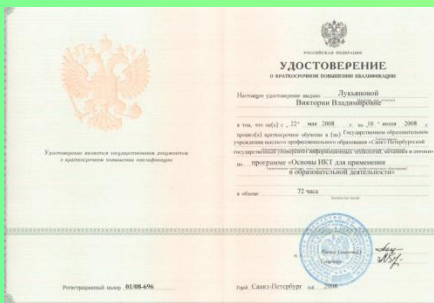 Удостоверение является государственным документом
о краткосрочном повышении квалификации
Регистрационный номер 01/08-696
РОССИЙСКАЯ ФЕДЕРАЦИЯ
УДОСТОВЕРЕНИЕ
О КРАТКОСРОЧНОМ ПОВЫШЕНИИ КВАЛИФИКАЦИИ
Настоящее удостоверение выдано Лукьяновой
Виктории Владимировне
в том, что он(а) с „ 22 " мая 2008 г. по „ 10 " июля 2008 г.
прошел(а) краткосрочное обучение в (на) Государственном образовательном
учреждении высшего профессионального образования «Санкт-Петербургский
государственный университет информационных технологий, механики и оптики»
по программе «Основы ИКТ для применения
в образовательной деятельности»
в объеме 72 часа
Город Санкт-Петербург год 2008